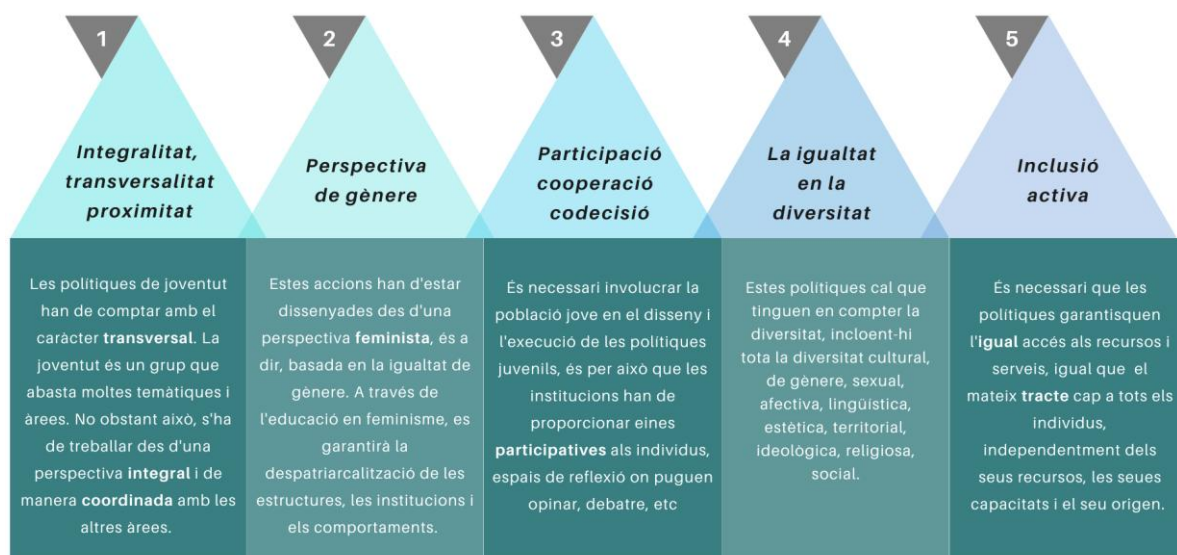 1
Integralitat,
transversalitat
proximitat
Les polítiques de joventut
han de comptar amb el
caràcter transversal. La
joventut és un grup que
abasta moltes temàtiques i
àrees. No obstant això, s'ha
de treballar des d'una
perspectiva integral i de
manera coordinada amb les
altres àrees.
2
Perspectiva
de gènere
Estes accions han d'estar
dissenyades des d'una
perspectiva feminista, és a
dir, basada en la igualtat de
gènere. A través de
l'educació en feminisme, es
garantirà la
despatriarcalització de les
estructures, les institucions i
els comportaments.
3
Participació
cooperació
codecisió
És necessari involucrar la
població jove en el disseny i
l'execució de les polítiques
juvenils, és per això que les
institucions han de
proporcionar eines
participatives als individus,
espais de reflexió on puguen
opinar, debatre, etc
4
La igualtat
en la
diversitat
Estes polítiques cal que
tinguen en compter la
diversitat, incloent-hi
tota la diversitat cultural,
de gènere, sexual,
afectiva, lingüística,
estètica, territorial,
ideològica, religiosa,
social.
5
Inclusió
activa
És necessari que les
polítiques garantisquen
l'igual accés als recursos i
serveis, igual que el
mateix tracte cap a tots els
individus,
independentment dels
seus recursos, les seues
capacitats i el seu origen.